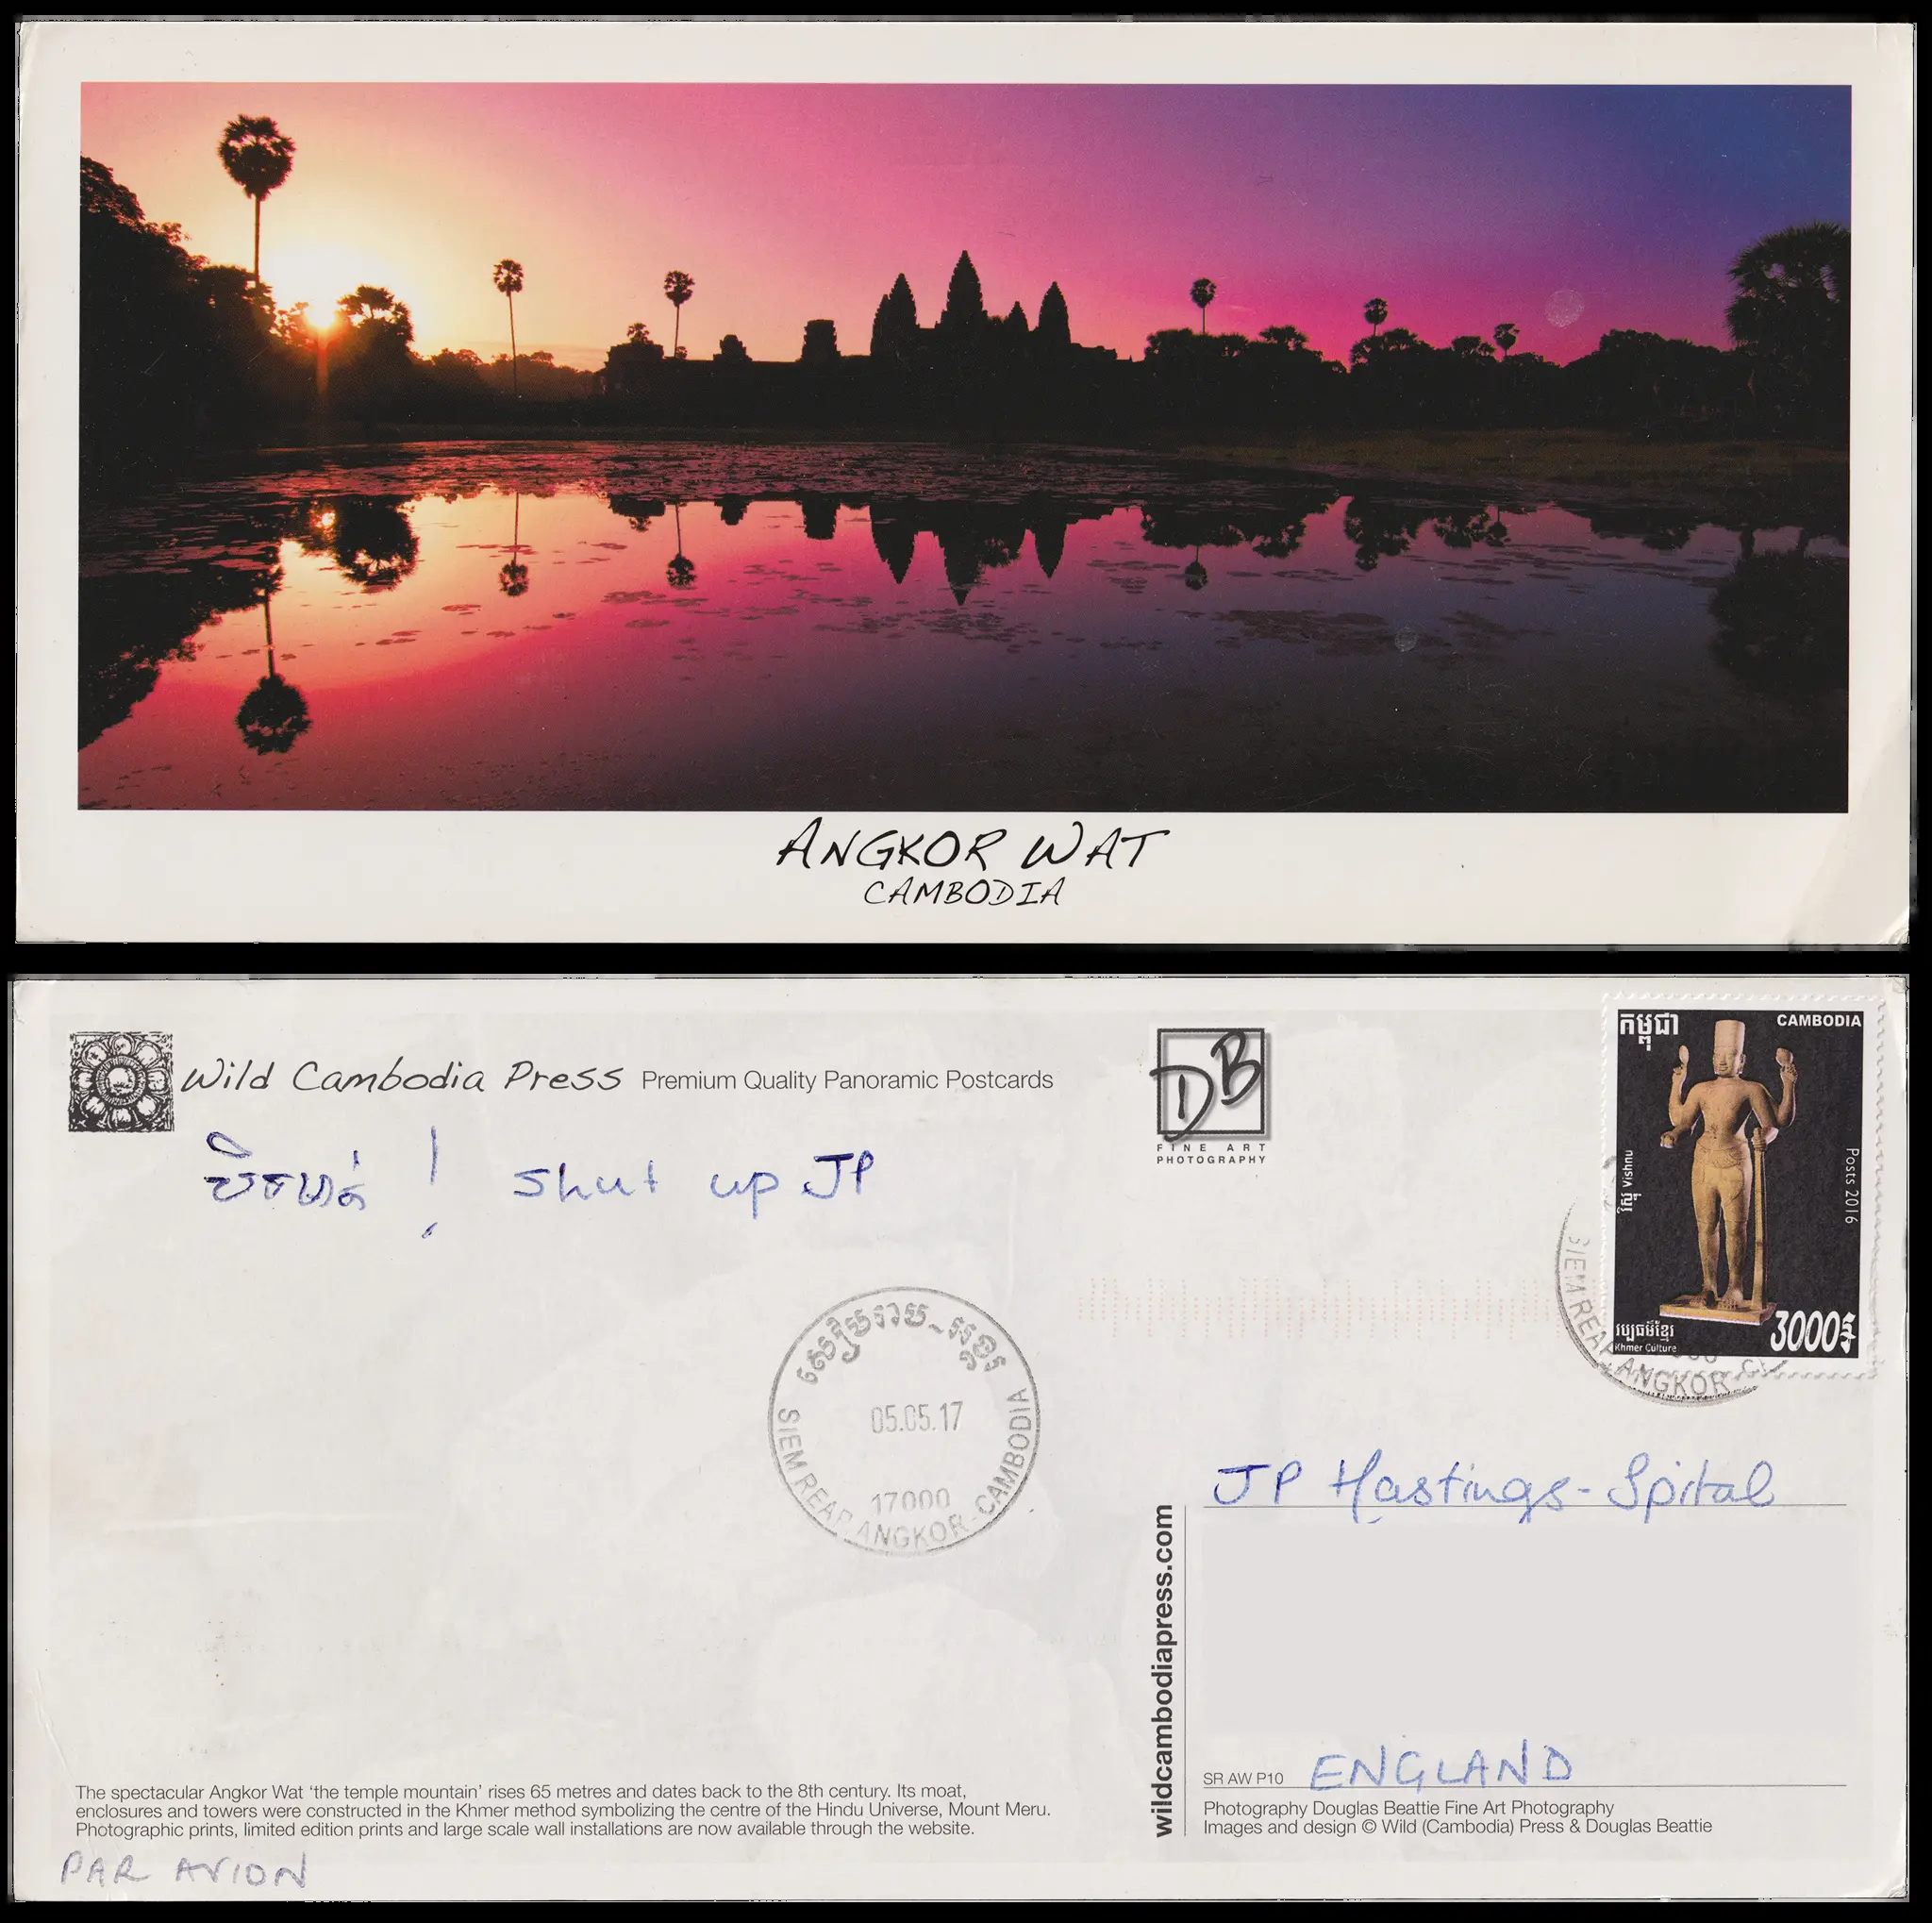 ANGKOR WAT
CAMBODIA
Wild Cambodia Press Premium Quality Panoramic Postcards
បិទមាត់ ! Shut up JP
DB
FINE ART
PHOTOGRAPHY
កម្ពុជា CAMBODIA
Vishnu
Posts 2016
វប្បធម៌ខ្មែរ
Khmer Culture
3000៛
SIEM REAP ANGKOR
សៀមរាប-អង្គរ
05.05.17
17000
SIEM REAP ANGKOR-CAMBODIA
JP Hastings-Spital
wildcambodiapress.com
SR AW P10 ENGLAND
Photography Douglas Beattie Fine Art Photography
Images and design © Wild (Cambodia) Press & Douglas Beattie
The spectacular Angkor Wat ‘the temple mountain’ rises 65 metres and dates back to the 8th century. Its moat,
enclosures and towers were constructed in the Khmer method symbolizing the centre of the Hindu Universe, Mount Meru.
Photographic prints, limited edition prints and large scale wall installations are now available through the website.
PAR AVION